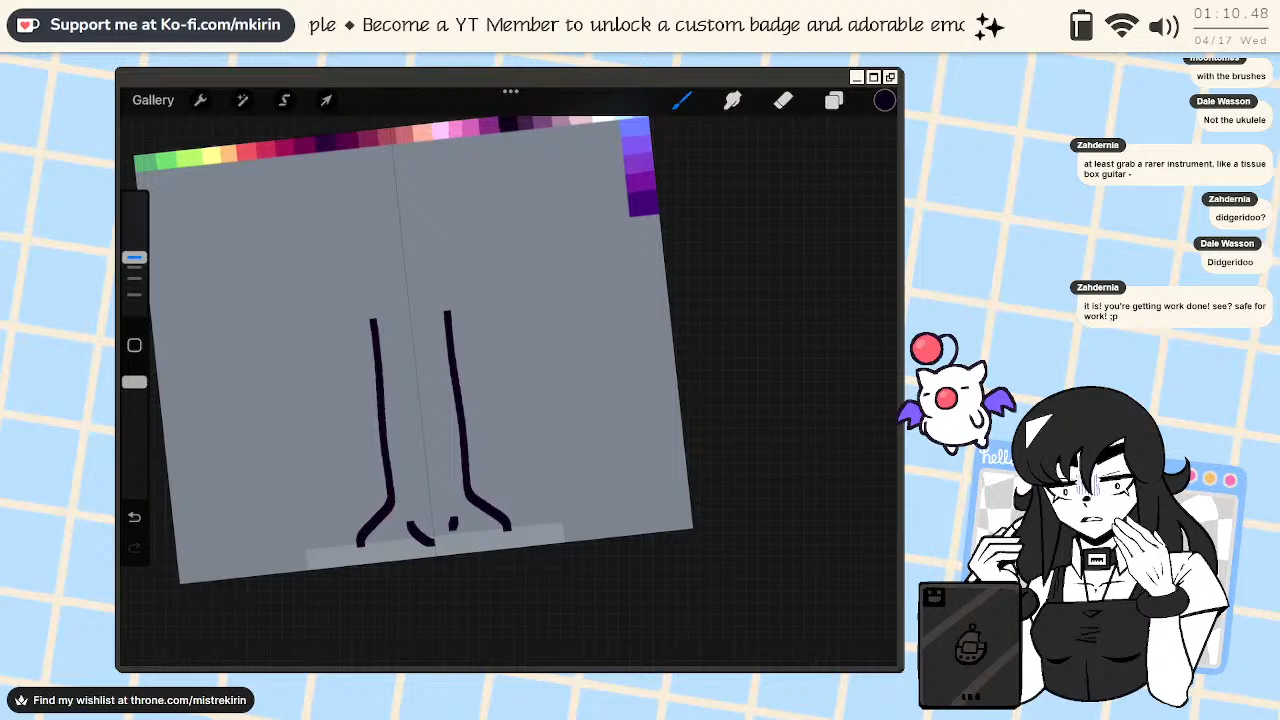 Support me at Ko-fi.com/mkirin
ple ◆ Become a YT Member to unlock a custom badge and adorable emo
01:10.48
04/17 Wed
Gallery
with the brushes
Dale Wasson
Not the ukulele
Zahdernia
at least grab a rarer instrument, like a tissue
box guitar -
Zahdernia
didgeridoo?
Dale Wasson
Didgeridoo
Zahdernia
it is! you're getting work done! see? safe for
work! ;p
hello
Find my wishlist at throne.com/mistrekirin